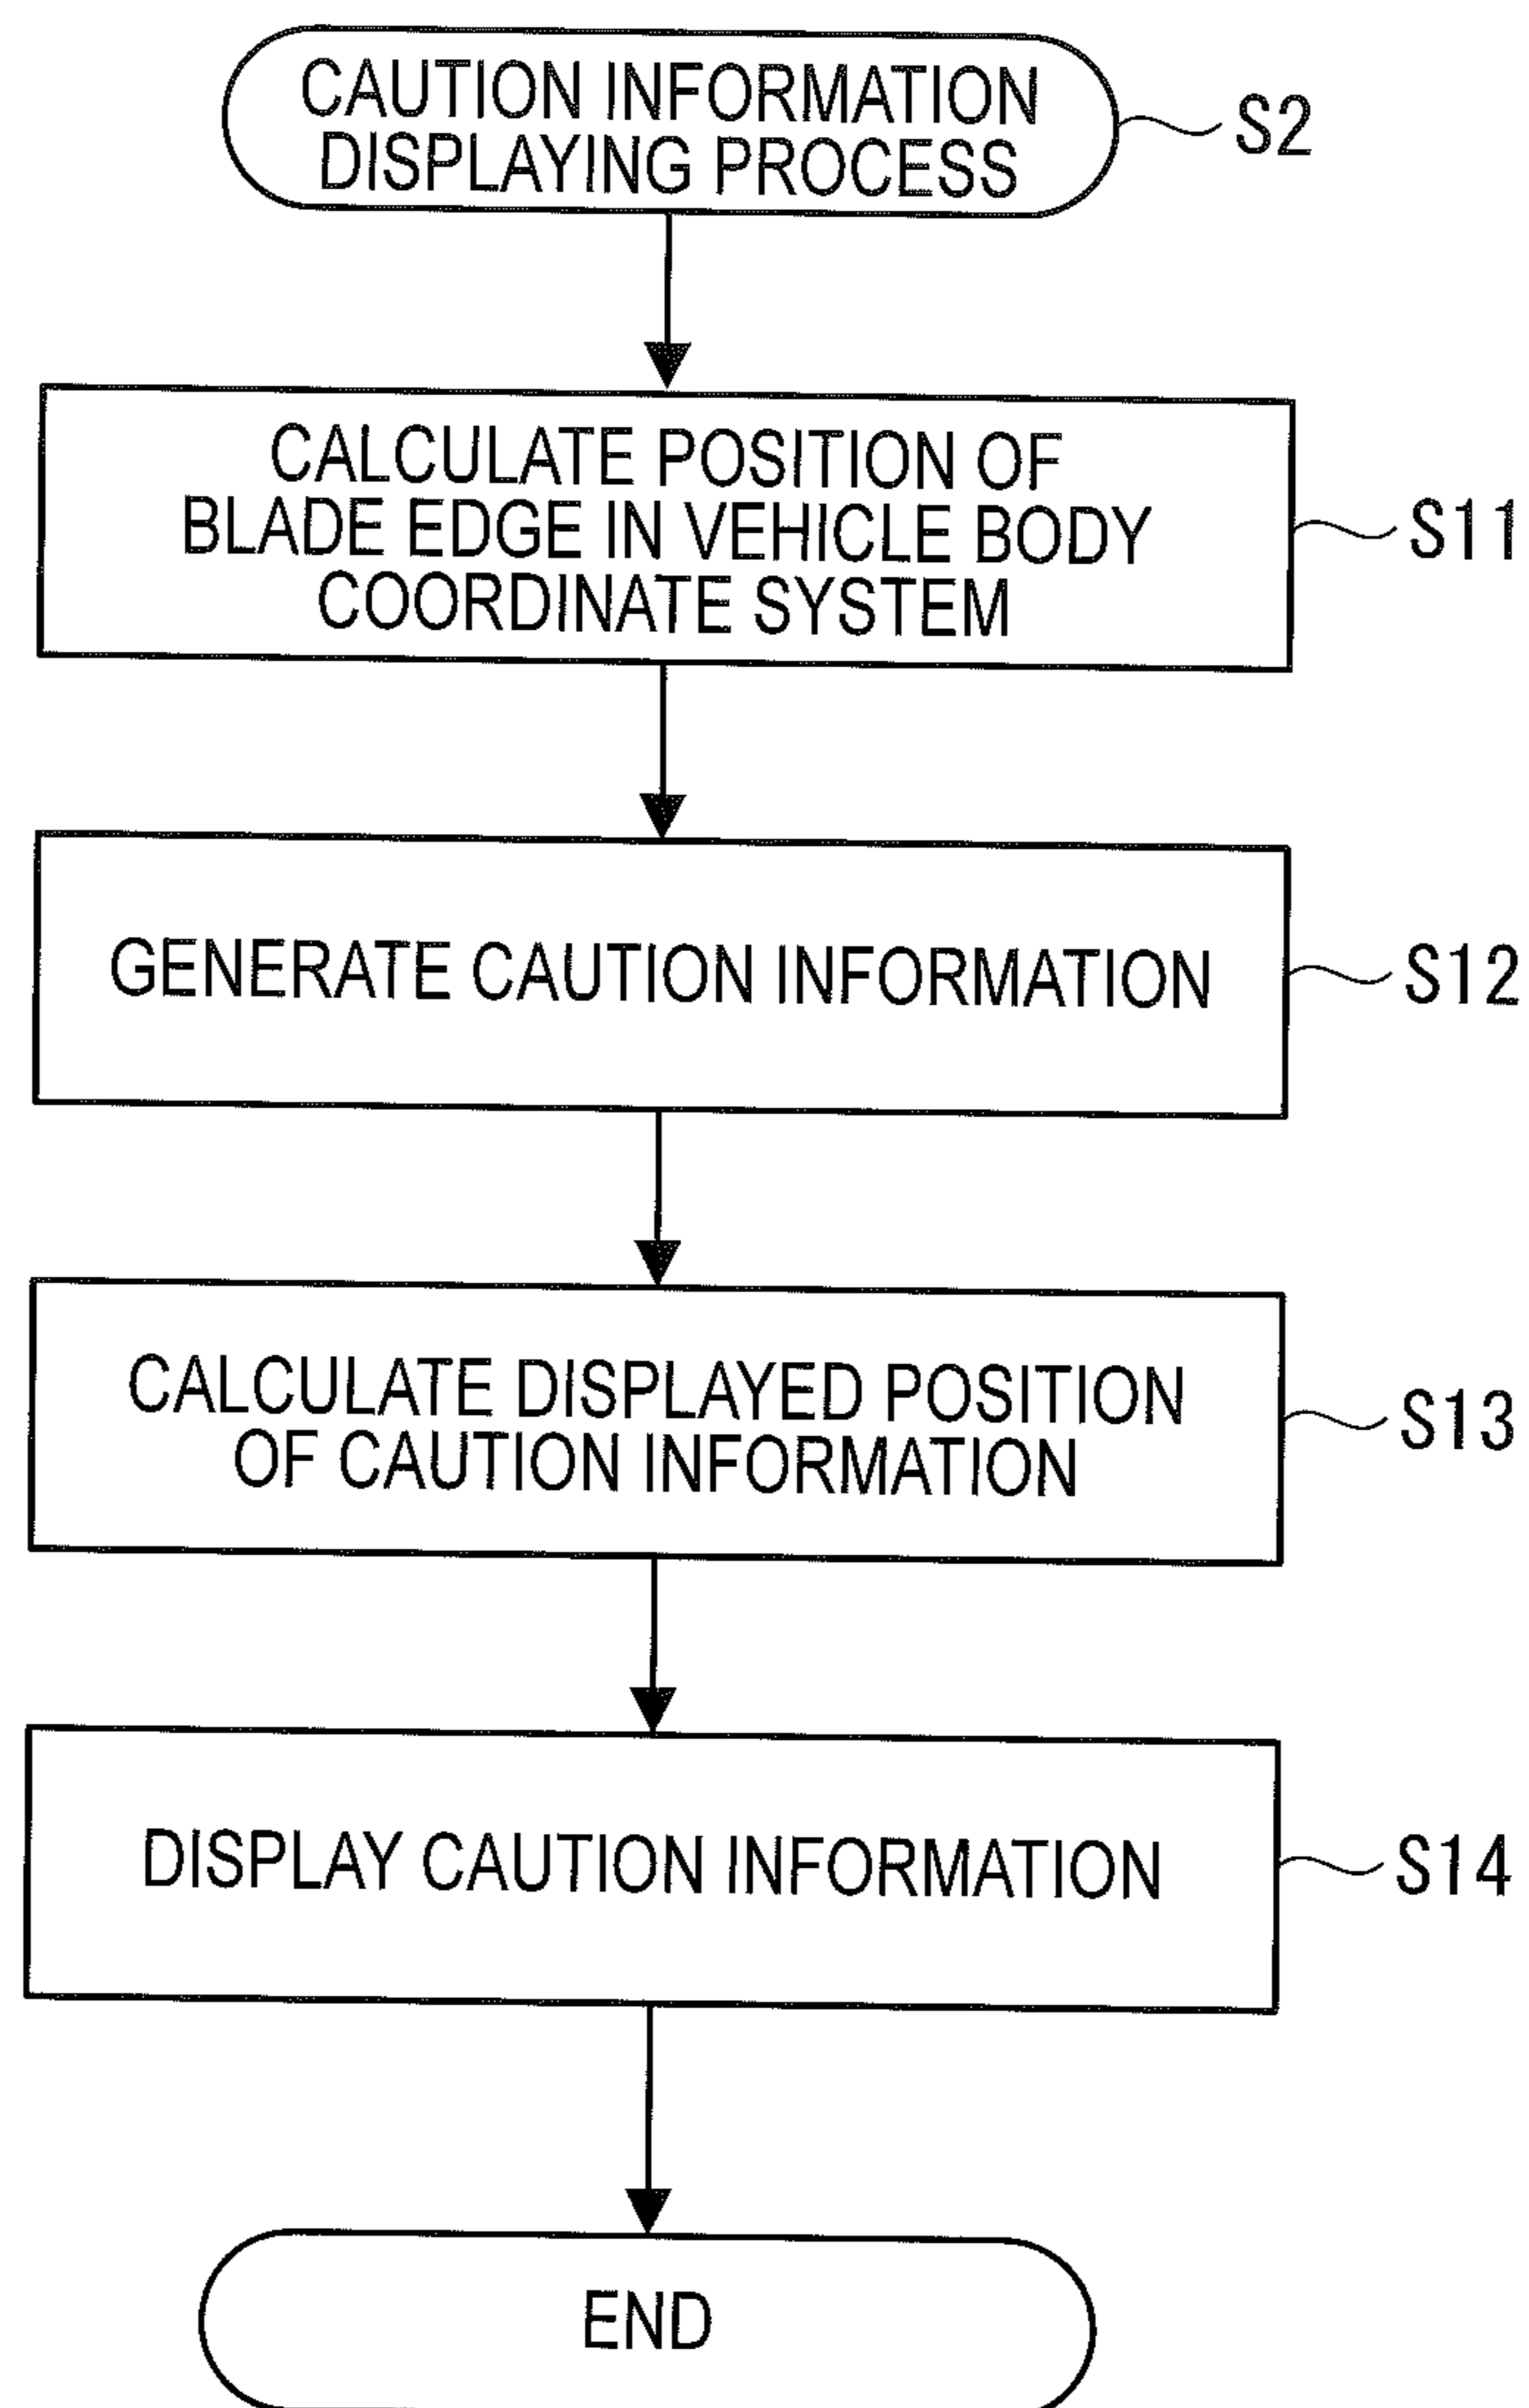 CAUTION INFORMATION
DISPLAYING PROCESS
S2
CALCULATE POSITION OF
BLADE EDGE IN VEHICLE BODY
COORDINATE SYSTEM
S11
GENERATE CAUTION INFORMATION
S12
CALCULATE DISPLAYED POSITION
OF CAUTION INFORMATION
S13
DISPLAY CAUTION INFORMATION
S14
END